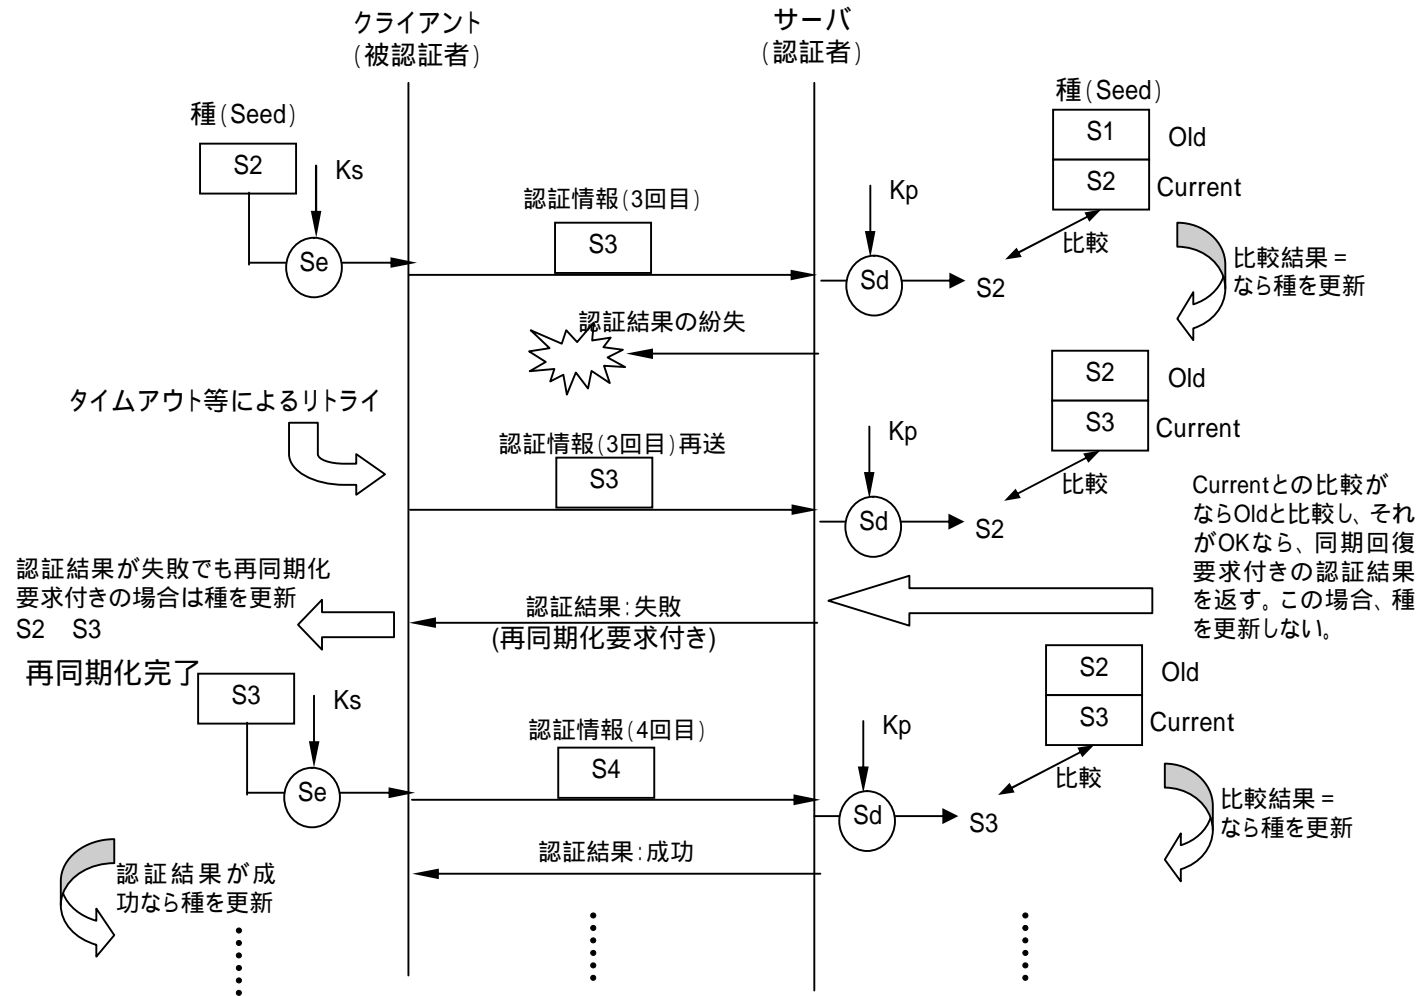 クライアント
(被認証者)
サーバ
(認証者)
種(Seed)
S2
Ks
Se
認証情報(3回目)
S3
Kp
Sd
S2
種(Seed)
S1
Old
S2
Current
比較
比較結果 =
なら種を更新
認証結果の紛失
タイムアウト等によるリトライ
認証情報(3回目)再送
S3
Kp
Sd
S2
S2
Old
S3
Current
比較
Currentとの比較が
ならOldと比較し、それ
がOKなら、同期回復
要求付きの認証結果
を返す。この場合、種
を更新しない。
認証結果が失敗でも再同期化
要求付きの場合は種を更新
S2 S3
再同期化完了
認証結果:失敗
(再同期化要求付き)
S3
Ks
Se
認証情報(4回目)
S4
Kp
Sd
S3
S2
Old
S3
Current
比較
比較結果 =
なら種を更新
認証結果:成功
認証結果が成
功なら種を更新